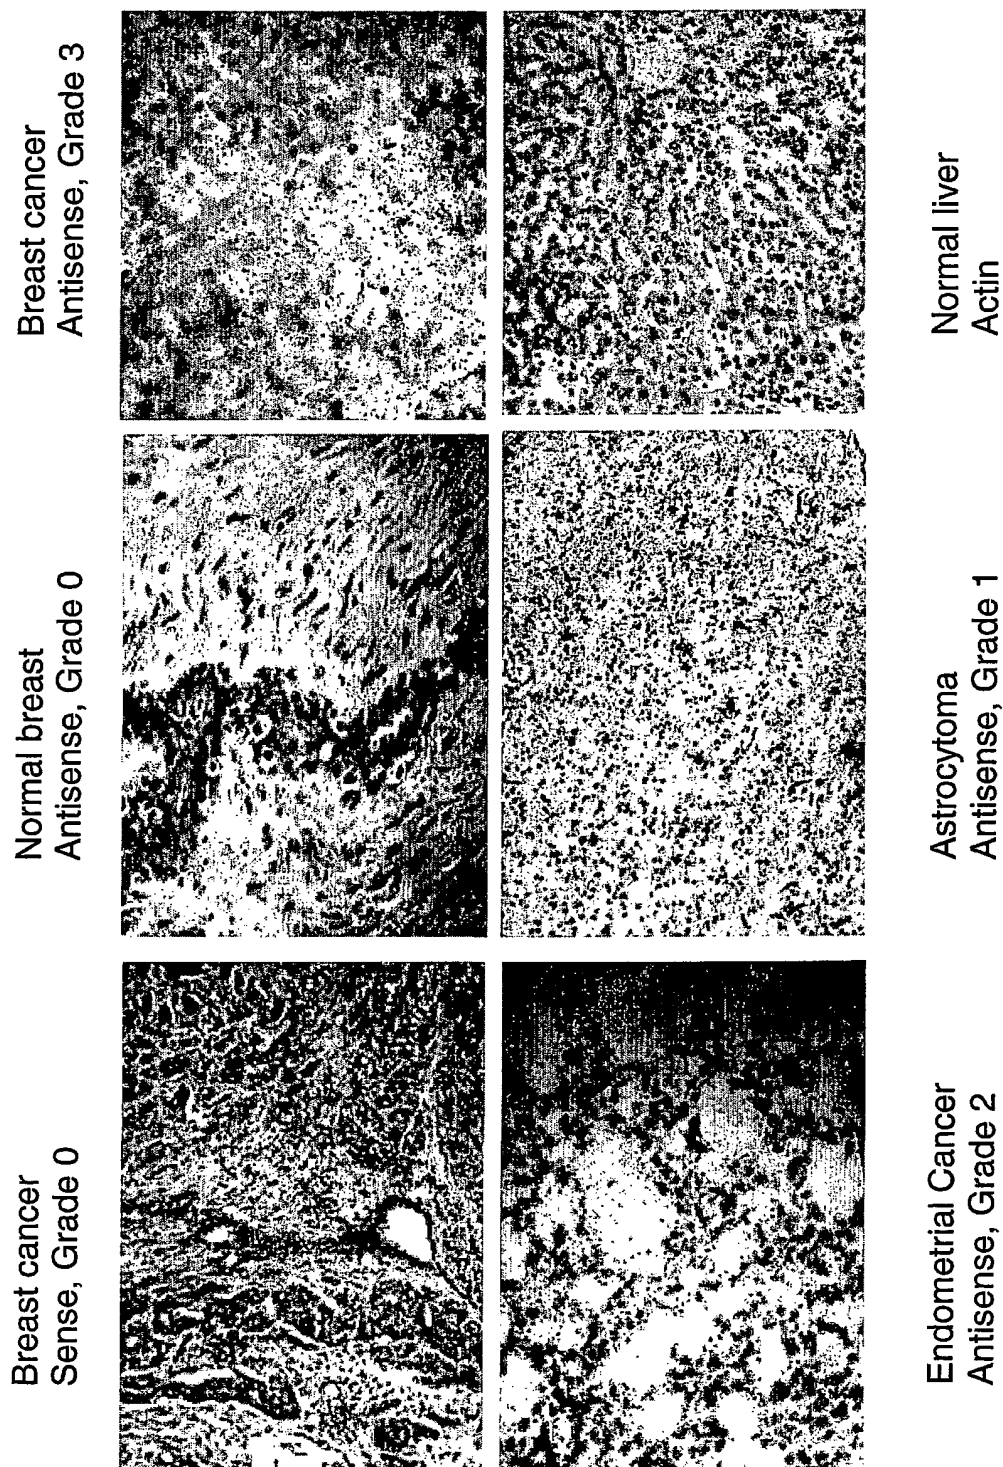 Breast cancer
Sense, Grade 0
Normal breast
Antisense, Grade 0
Breast cancer
Antisense, Grade 3
Endometrial Cancer
Antisense, Grade 2
Astrocytoma
Antisense, Grade 1
Normal liver
Actin